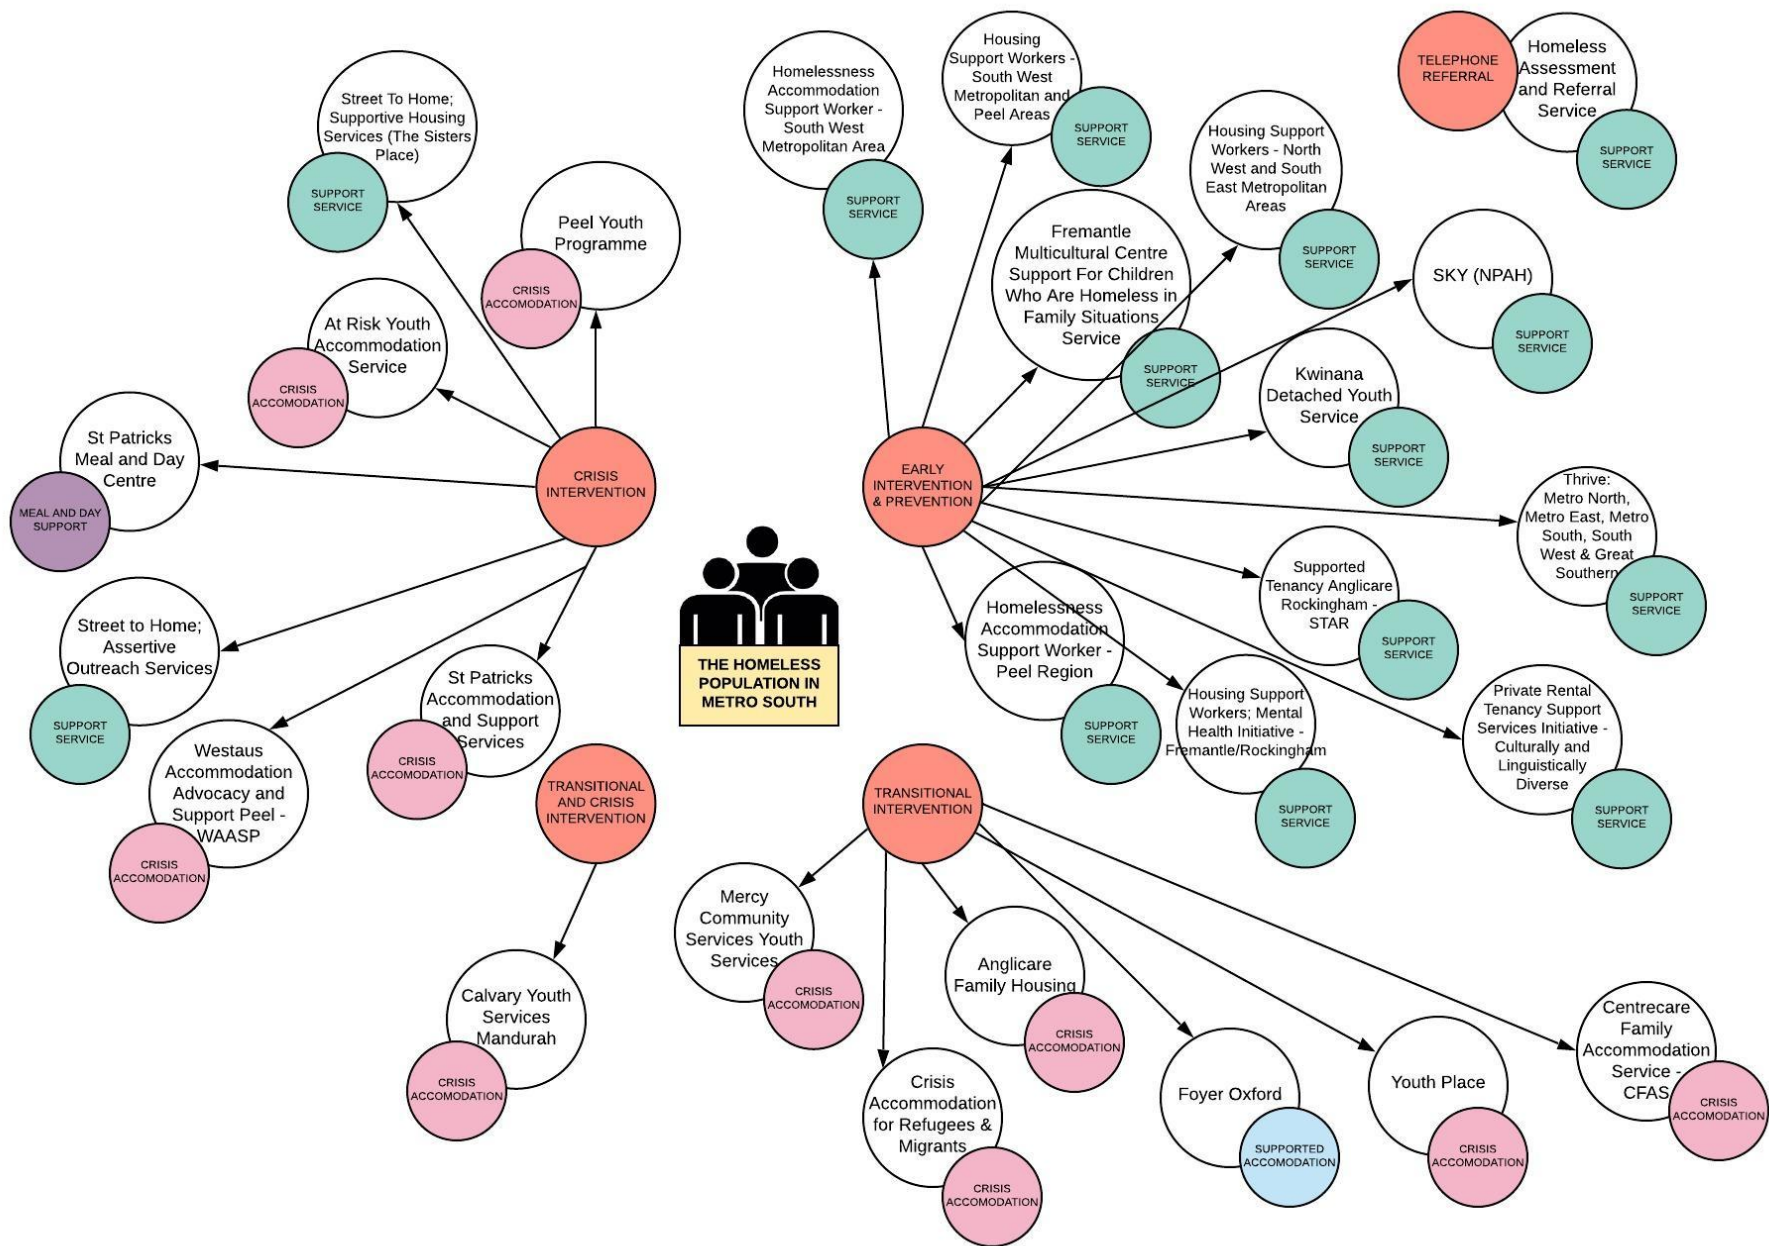 Street To Home;
Supportive Housing
Services (The Sisters
Place)
SUPPORT
SERVICE
Peel Youth
Programme
CRISIS
ACCOMODATION
At Risk Youth
Accommodation
Service
CRISIS
ACCOMODATION
St Patricks
Meal and Day
Centre
MEAL AND DAY
SUPPORT
CRISIS
INTERVENTION
Street to Home;
Assertive
Outreach Services
SUPPORT
SERVICE
Westaus
Accommodation
Advocacy and
Support Peel -
WAASP
CRISIS
ACCOMODATION
St Patricks
Accommodation
and Support
Services
CRISIS
ACCOMODATION
TRANSITIONAL
AND CRISIS
INTERVENTION
Calvary Youth
Services
Mandurah
CRISIS
ACCOMODATION
THE HOMELESS
POPULATION IN
METRO SOUTH
Homelessness
Accommodation
Support Worker -
South West
Metropolitan Area
SUPPORT
SERVICE
Housing
Support Workers -
South West
Metropolitan and
Peel Areas
SUPPORT
SERVICE
Housing Support
Workers - North
West and South
East Metropolitan
Areas
SUPPORT
SERVICE
TELEPHONE
REFERRAL
Homeless
Assessment
and Referral
Service
SUPPORT
SERVICE
Fremantle
Multicultural Centre
Support For Children
Who Are Homeless in
Family Situations
Service
SUPPORT
SERVICE
SKY (NPAH)
SUPPORT
SERVICE
Kwinana
Detached Youth
Service
SUPPORT
SERVICE
EARLY
INTERVENTION
& PREVENTION
Thrive:
Metro North,
Metro East, Metro
South, South
West & Great
Southern
SUPPORT
SERVICE
Supported
Tenancy Anglicare
Rockingham -
STAR
SUPPORT
SERVICE
Homelessness
Accommodation
Support Worker -
Peel Region
SUPPORT
SERVICE
Housing Support
Workers; Mental
Health Initiative -
Fremantle/Rockingham
SUPPORT
SERVICE
Private Rental
Tenancy Support
Services Initiative -
Culturally and
Linguistically
Diverse
SUPPORT
SERVICE
TRANSITIONAL
INTERVENTION
Mercy
Community
Services Youth
Services
CRISIS
ACCOMODATION
Anglicare
Family Housing
CRISIS
ACCOMODATION
Crisis
Accommodation
for Refugees &
Migrants
CRISIS
ACCOMODATION
Foyer Oxford
SUPPORTED
ACCOMODATION
Youth Place
CRISIS
ACCOMODATION
Centrecare
Family
Accommodation
Service -
CFAS
CRISIS
ACCOMODATION